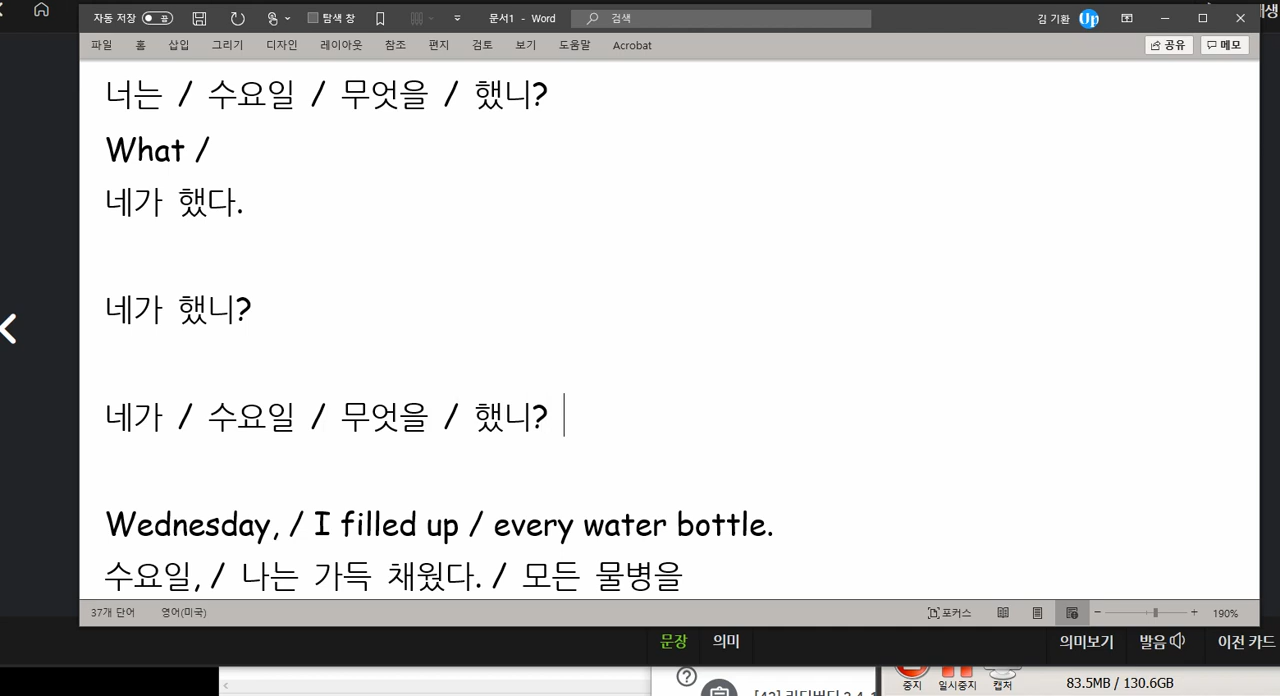 자동 저장 끔 탐색 창 문서1 - Word 검색 김 기환 Up
파일 홈 삽입 그리기 디자인 레이아웃 참조 편지 검토 보기 도움말 Acrobat 공유 메모
너는 / 수요일 / 무엇을 / 했니?
What /
네가 했다.
네가 했니?
네가 / 수요일 / 무엇을 / 했니?
Wednesday, / I filled up / every water bottle.
수요일, / 나는 가득 채웠다. / 모든 물병을
37개 단어 영어(미국) 포커스 190%
문장 의미 의미보기 발음 이전 카드
중지 일시중지 캡처 83.5MB / 130.6GB